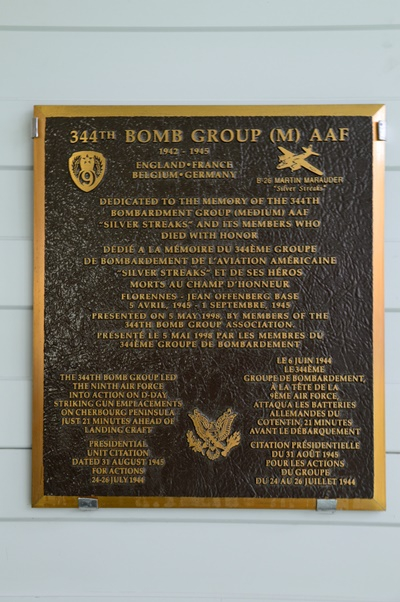 344TH BOMB GROUP (M) AAF
1942 - 1945
ENGLAND•FRANCE
BELGIUM•GERMANY
9
B-26 MARTIN MARAUDER
"Silver Streaks"
DEDICATED TO THE MEMORY OF THE 344TH
BOMBARDMENT GROUP (MEDIUM) AAF
"SILVER STREAKS" AND ITS MEMBERS WHO
DIED WITH HONOR
DÉDIÉ A LA MÉMOIRE DU 344ÈME GROUPE
DE BOMBARDEMENT DE L'AVIATION AMÉRICAINE
"SILVER STREAKS" ET DE SES HÉROS
MORTS AU CHAMP D'HONNEUR
FLORENNES - JEAN OFFENBERG BASE
5 AVRIL, 1945 - 1 SEPTEMBRE, 1945
PRESENTED ON 5 MAY 1998, BY MEMBERS OF THE
344TH BOMB GROUP ASSOCIATION.
PRÉSENTÉ LE 5 MAI 1998 PAR LES MEMBRES DU
344ÈME GROUPE DE BOMBARDEMENT
THE 344TH BOMB GROUP LED
THE NINTH AIR FORCE
INTO ACTION ON D-DAY,
STRIKING GUN EMPLACEMENTS
ON CHERBOURG PENINSULA
JUST 21 MINUTES AHEAD OF
LANDING CRAFT
PRESIDENTIAL
UNIT CITATION
DATED 31 AUGUST 1945
FOR ACTIONS
24-26 JULY 1944
LE 6 JUIN 1944
LE 344ÈME
GROUPE DE BOMBARDEMENT,
À LA TÊTE DE LA
9ÈME AIR FORCE,
ATTAQUA LES BATTERIES
ALLEMANDES DU
COTENTIN, 21 MINUTES
AVANT LE DÉBARQUEMENT
CITATION PRÉSIDENTIELLE
DU 31 AOÛT 1945
POUR LES ACTIONS
DU GROUPE
DU 24 AU 26 JUILLET 1944